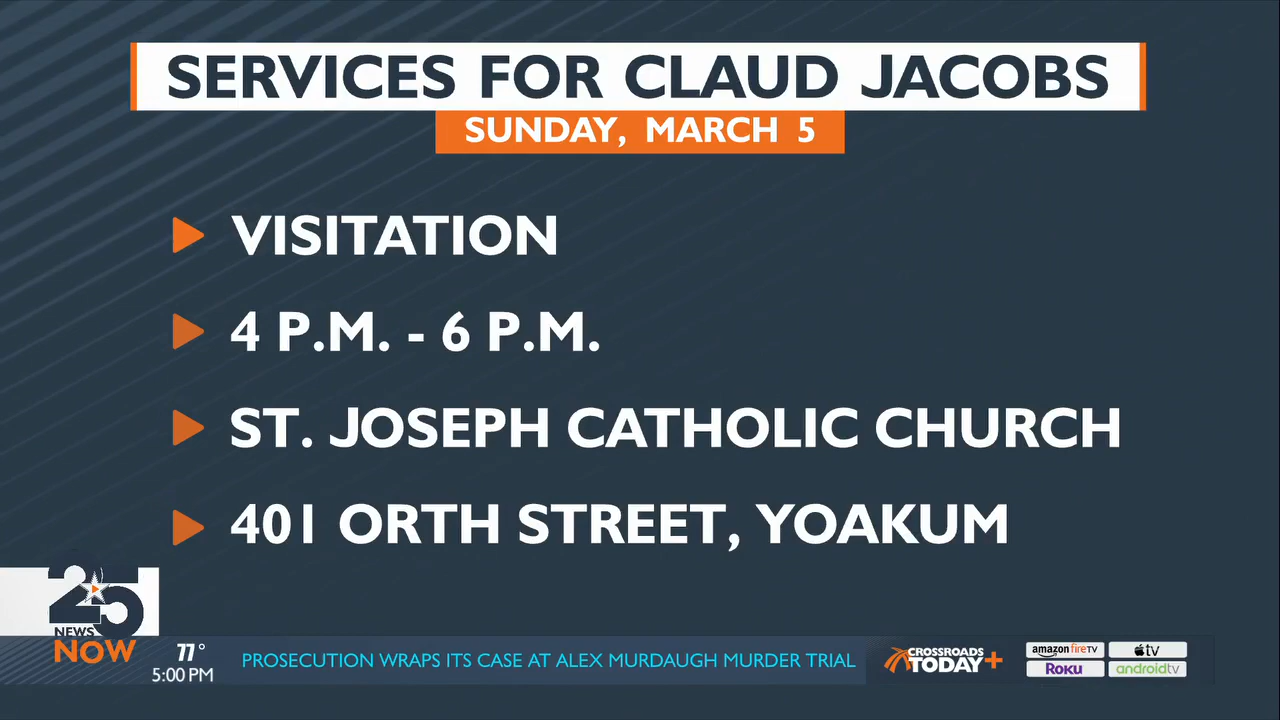 SERVICES FOR CLAUD JACOBS
SUNDAY, MARCH 5
VISITATION
4 P.M. - 6 P.M.
ST. JOSEPH CATHOLIC CHURCH
401 ORTH STREET, YOAKUM
25
NEWS
NOW
77°
5:00 PM
PROSECUTION WRAPS ITS CASE AT ALEX MURDAUGH MURDER TRIAL
CROSSROADS
TODAY+
amazon fireTV
tv
ROKU
androidtv